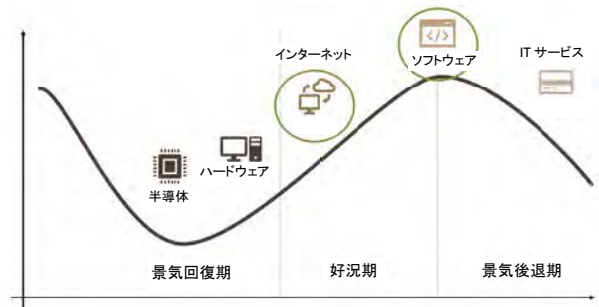 インターネット
ソフトウェア
</>
IT サービス
ハードウェア
半導体
景気回復期
好況期
景気後退期